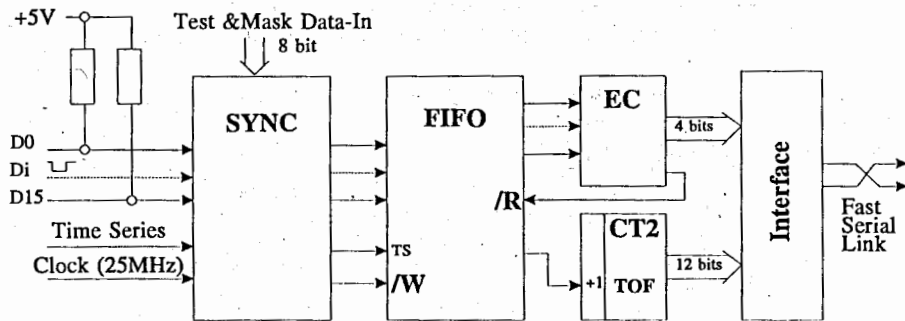 +5V
Test &Mask Data-In
8 bit
SYNC
FIFO
EC
4 bits
D0
Di
D15
/R
Interface
Fast
Serial
Link
Time Series
TS
CT2
Clock (25MHz)
/W
+1
TOF
12 bits